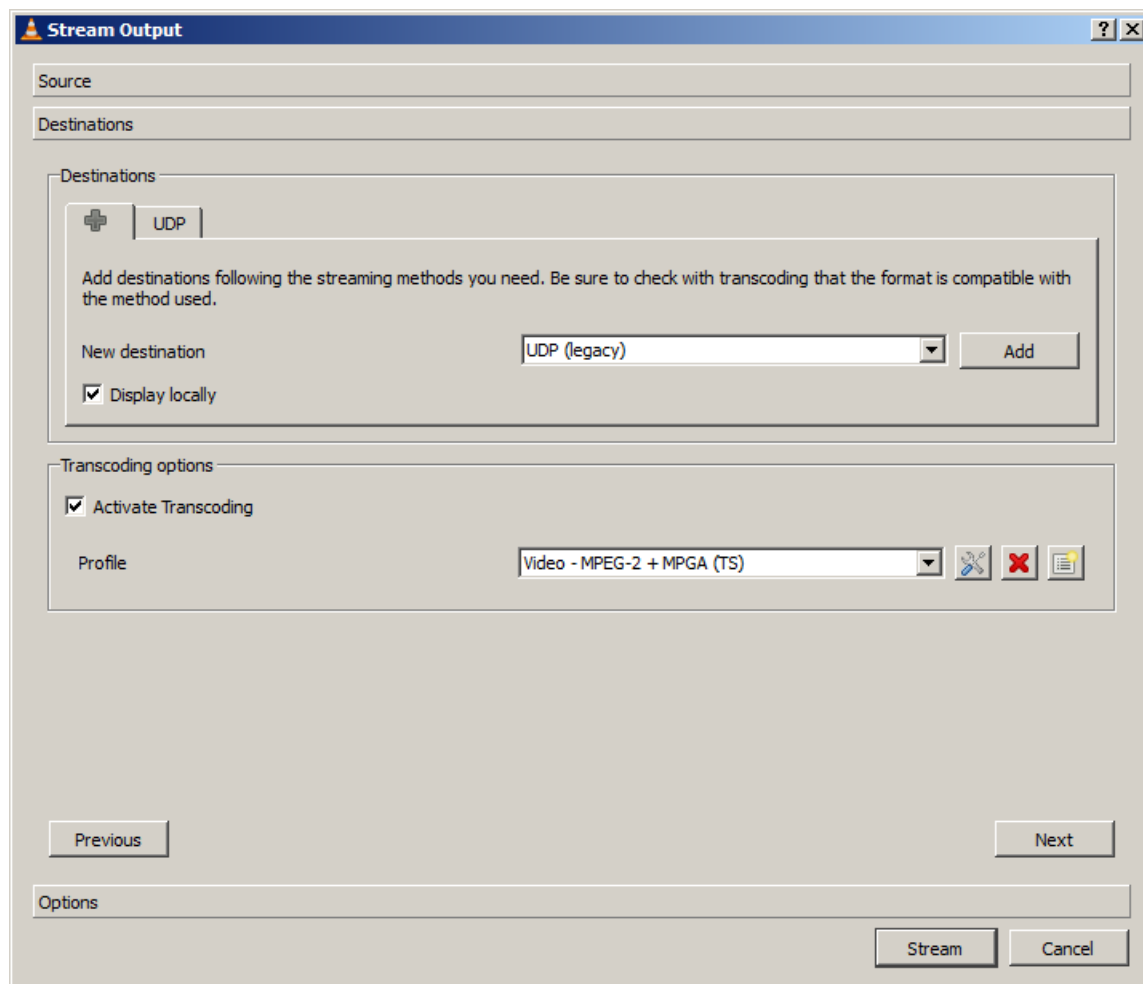 Stream Output
Source
Destinations
Destinations
UDP
Add destinations following the streaming methods you need. Be sure to check with transcoding that the format is compatible with
the method used.
New destination UDP (legacy) Add
Display locally
Transcoding options
Activate Transcoding
Profile Video - MPEG-2 + MPGA (TS)
Previous Next
Options
Stream Cancel